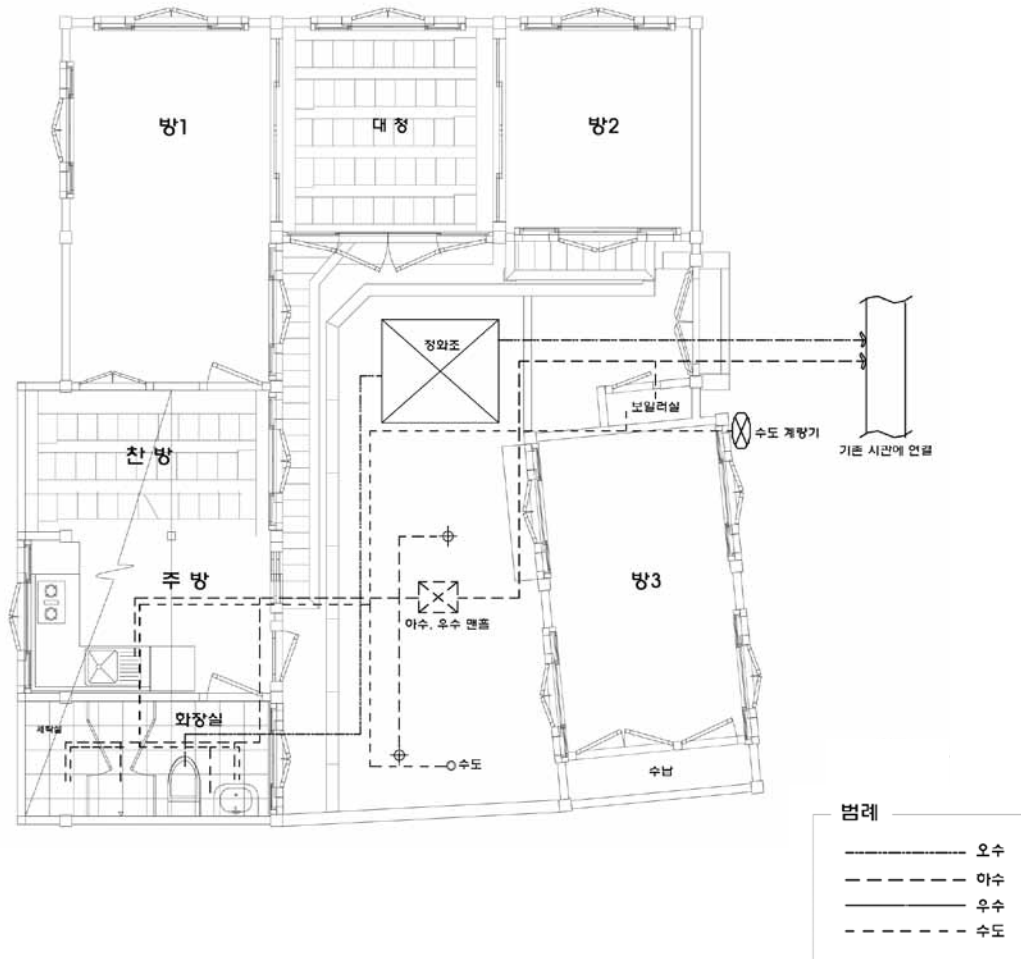 방1
대청
방2
정화조
보일러실
수도 계량기
기존 시관에 연결
찬방
주방
방3
하수, 우수 맨홀
화장실
세탁실
수도
수납
범례
오수
하수
우수
수도